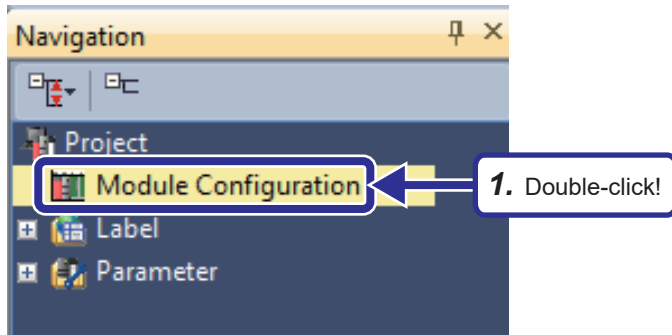 Navigation
Project
Module Configuration
1. Double-click!
Label
Parameter